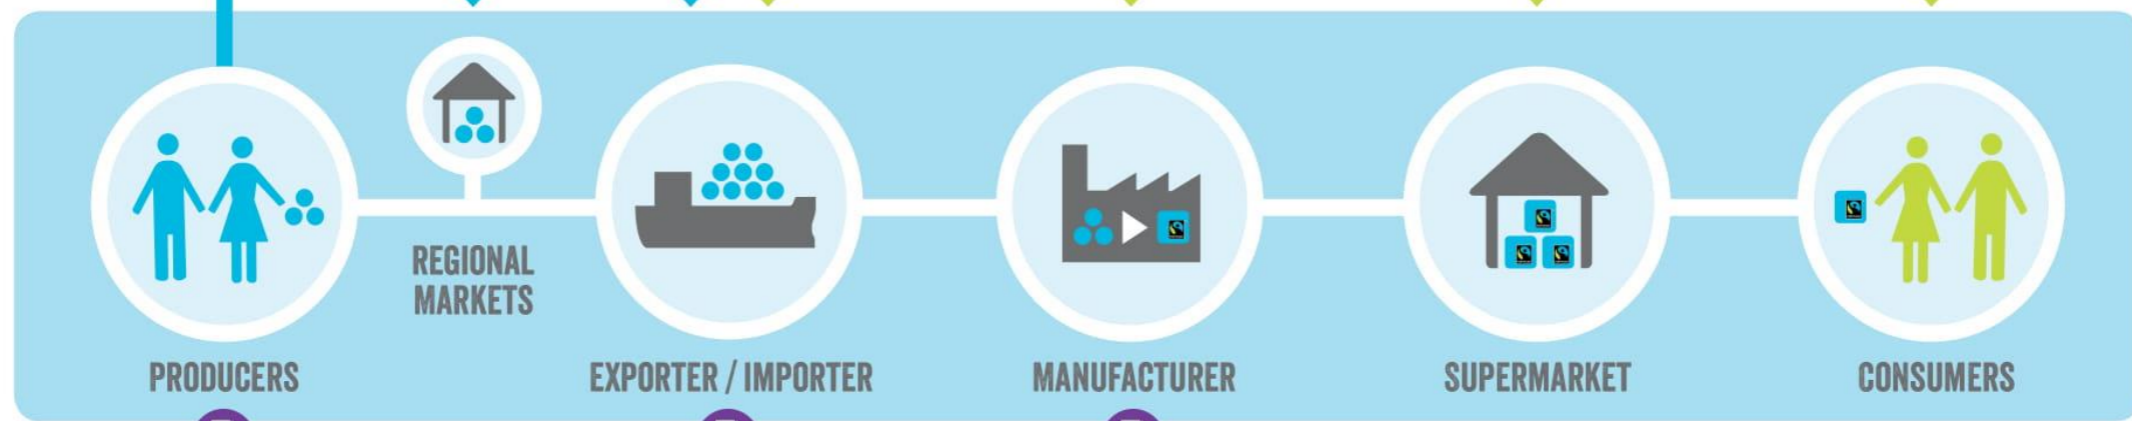 REGIONAL
MARKETS
PRODUCERS
EXPORTER / IMPORTER
MANUFACTURER
SUPERMARKET
CONSUMERS